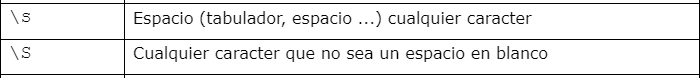 \s Espacio (tabulador, espacio ...) cualquier caracter
\S Cualquier caracter que no sea un espacio en blanco